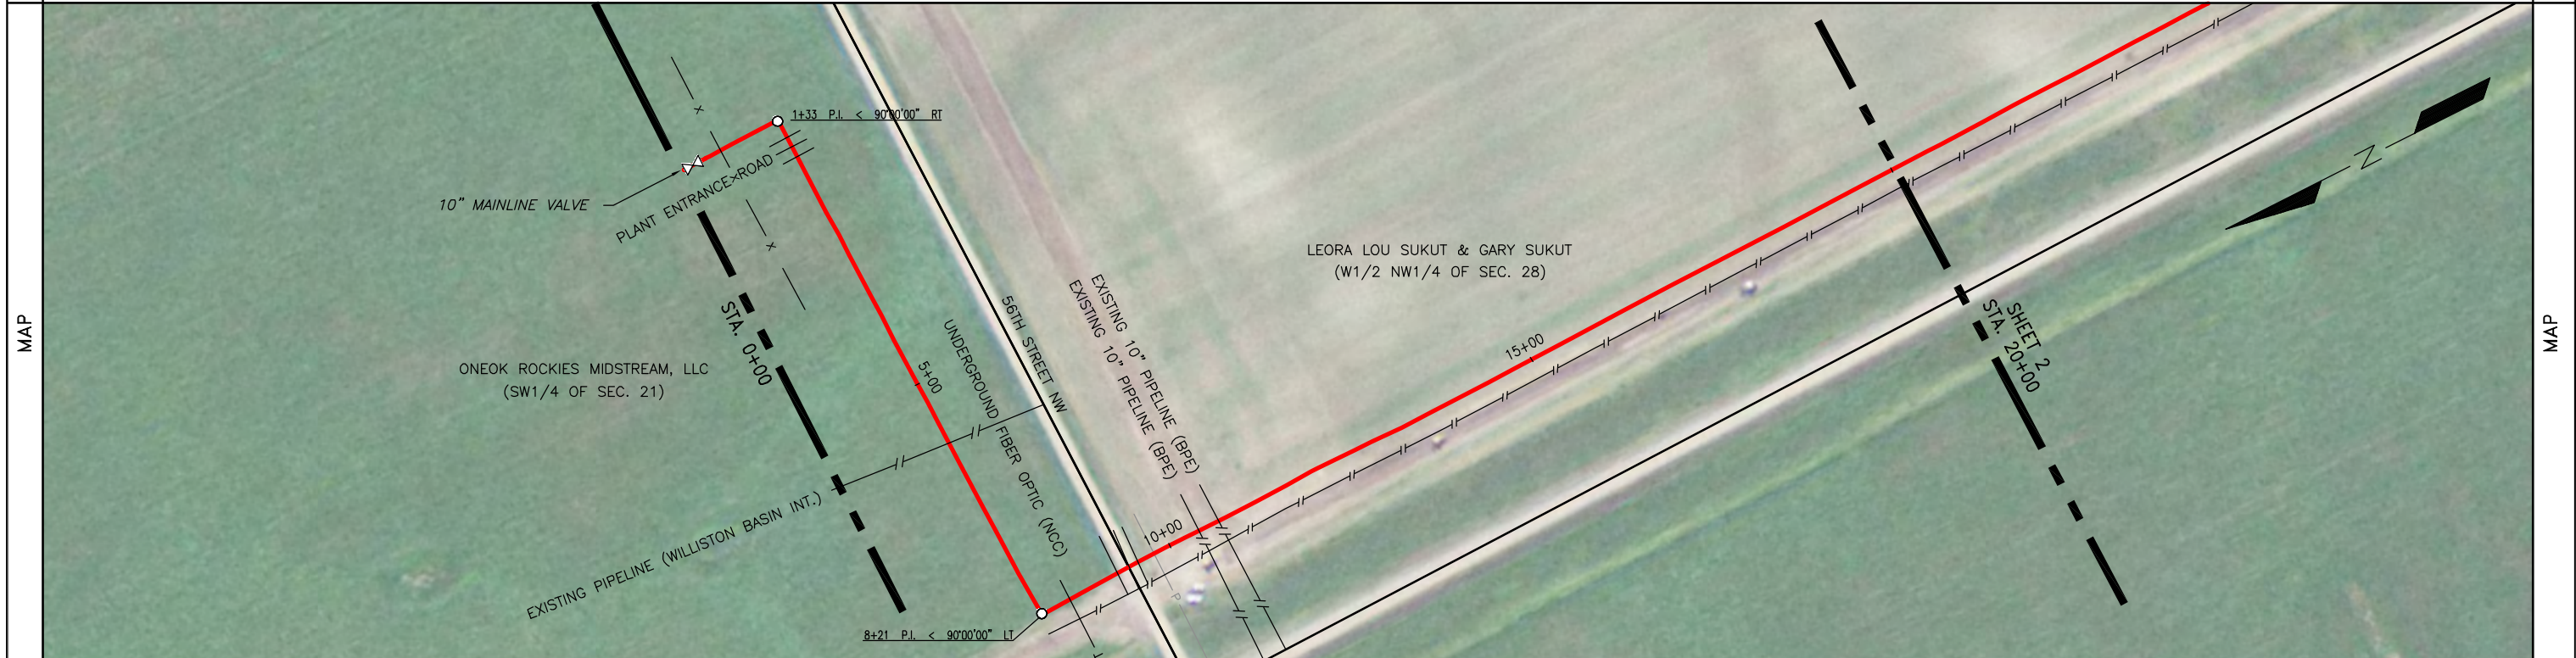 MAP
1+33 P.I. < 90°00'00" RT
10" MAINLINE VALVE
PLANT ENTRANCE ROAD
x
x
x
STA. 0+00
ONEOK ROCKIES MIDSTREAM, LLC
(SW1/4 OF SEC. 21)
5+00
UNDERGROUND FIBER OPTIC (NCC)
56TH STREET NW
EXISTING 10" PIPELINE (BPE)
EXISTING 10" PIPELINE (BPE)
EXISTING PIPELINE (WILLISTON BASIN INT.)
8+21 P.I. < 90°00'00" LT
10+00
P
LEORA LOU SUKUT & GARY SUKUT
(W1/2 NW1/4 OF SEC. 28)
15+00
SHEET 2
STA. 20+00
N
MAP